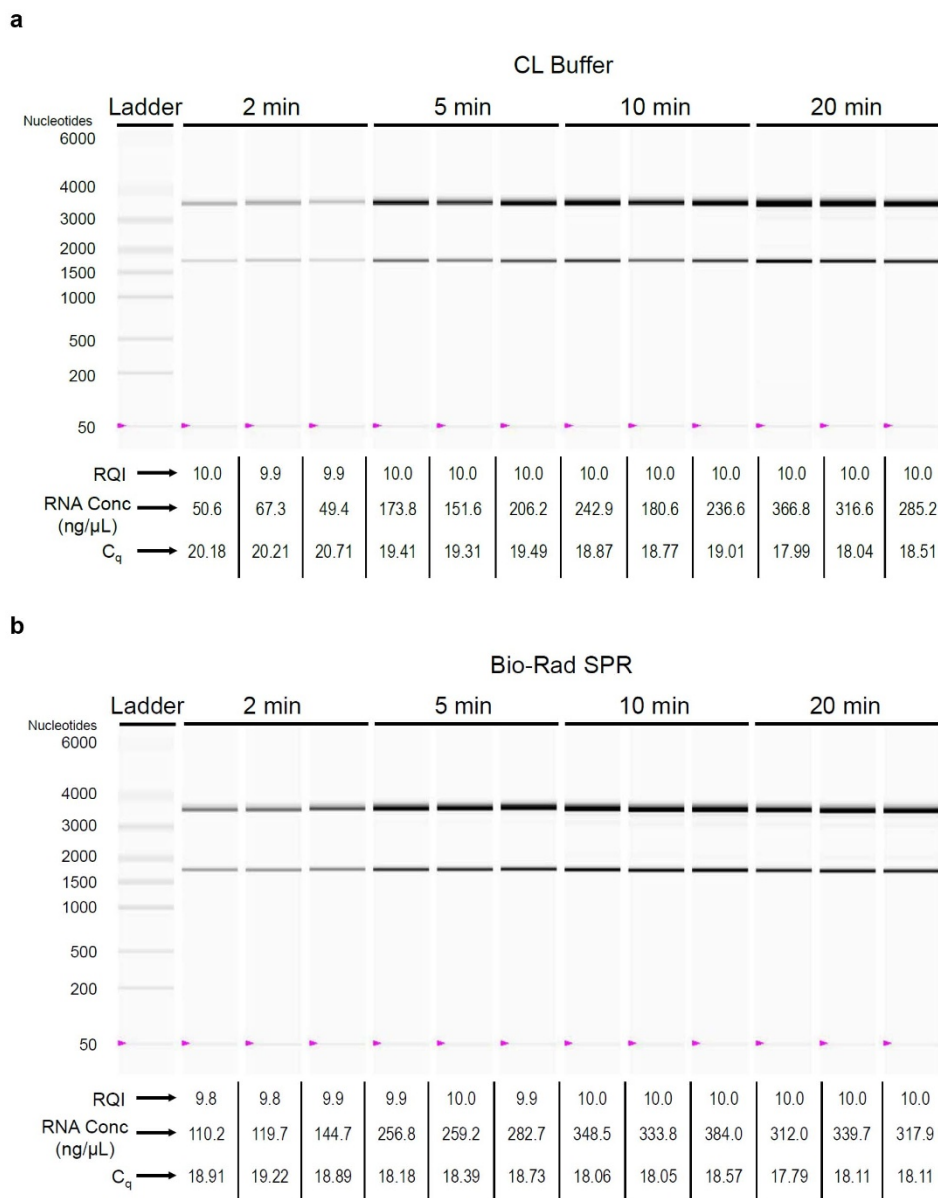 a
CL Buffer
Ladder 2 min 5 min 10 min 20 min
Nucleotides
6000
4000
3000
2000
1500
1000
500
200
50
RQI 10.0 9.9 9.9 10.0 10.0 10.0 10.0 10.0 10.0 10.0 10.0 10.0
RNA Conc 50.6 67.3 49.4 173.8 151.6 206.2 242.9 180.6 236.6 366.8 316.6 285.2
(ng/µL)
Cq 20.18 20.21 20.71 19.41 19.31 19.49 18.87 18.77 19.01 17.99 18.04 18.51
b
Bio-Rad SPR
Ladder 2 min 5 min 10 min 20 min
Nucleotides
6000
4000
3000
2000
1500
1000
500
200
50
RQI 9.8 9.8 9.9 9.9 10.0 9.9 10.0 10.0 10.0 10.0 10.0 10.0
RNA Conc 110.2 119.7 144.7 256.8 259.2 282.7 348.5 333.8 384.0 312.0 339.7 317.9
(ng/µL)
Cq 18.91 19.22 18.89 18.18 18.39 18.73 18.06 18.05 18.57 17.79 18.11 18.11